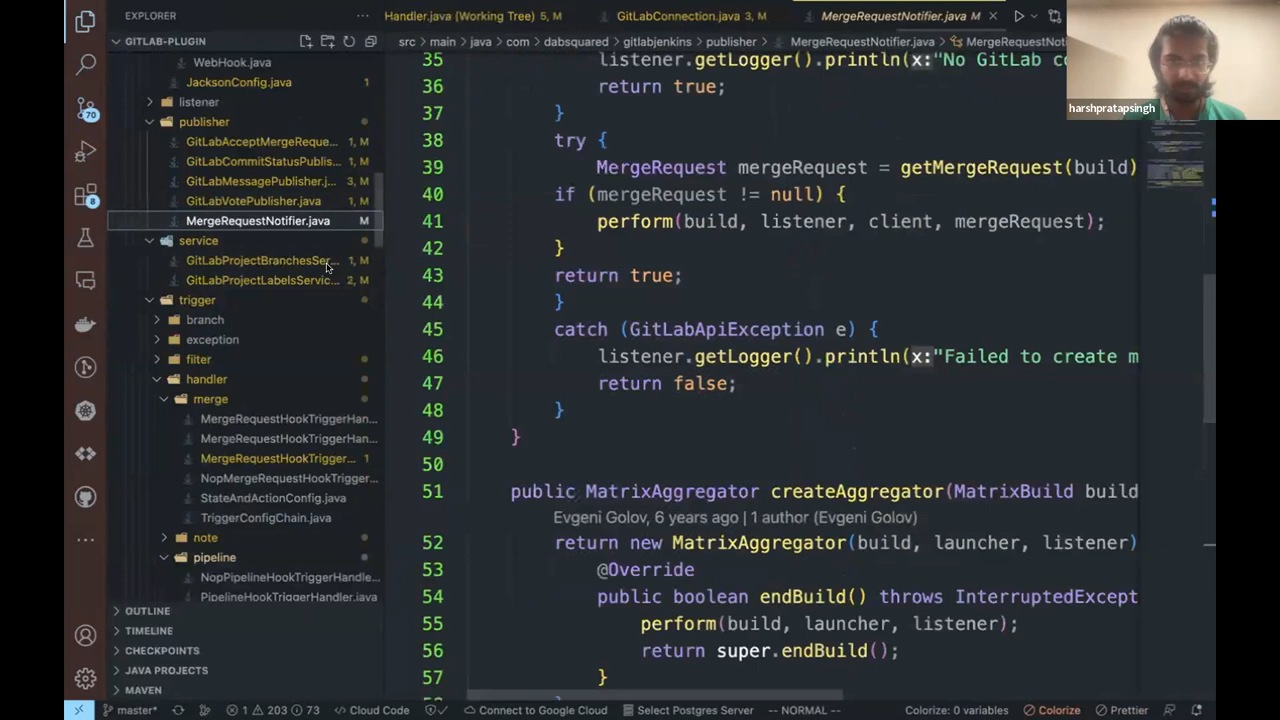 EXPLORER
GITLAB-PLUGIN
WebHook.java
JacksonConfig.java 1
listener
publisher
GitLabAcceptMergeReque... 1, M
GitLabCommitStatusPublis... 1, M
GitLabMessagePublisher.j... 3, M
GitLabVotePublisher.java 1, M
MergeRequestNotifier.java M
service
GitLabProjectBranchesSer... 1, M
GitLabProjectLabelsServic... 2, M
trigger
branch
exception
filter
handler
merge
MergeRequestHookTriggerHan...
MergeRequestHookTriggerHan...
MergeRequestHookTrigger... 1
NopMergeRequestHookTrigger...
StateAndActionConfig.java
TriggerConfigChain.java
note
pipeline
NopPipelineHookTriggerHandle...
PipelineHookTriggerHandler.java
OUTLINE
TIMELINE
CHECKPOINTS
JAVA PROJECTS
MAVEN
70
8
Handler.java (Working Tree) 5, M
GitLabConnection.java 3, M
MergeRequestNotifier.java M
src > main > java > com > dabsquared > gitlabjenkins > publisher > MergeRequestNotifier.java > MergeRequestNoti
35 listener.getLogger().println(x:"No GitLab co
36 return true;
37 }
38 try {
39 MergeRequest mergeRequest = getMergeRequest(build)
40 if (mergeRequest != null) {
41 perform(build, listener, client, mergeRequest);
42 }
43 return true;
44 }
45 catch (GitLabApiException e) {
46 listener.getLogger().println(x:"Failed to create m
47 return false;
48 }
49 }
50
51 public MatrixAggregator createAggregator(MatrixBuild build
Evgeni Golov, 6 years ago | 1 author (Evgeni Golov)
52 return new MatrixAggregator(build, launcher, listener)
53 @Override
54 public boolean endBuild() throws InterruptedExcept
55 perform(build, launcher, listener);
56 return super.endBuild();
57 }
harshpratapsingh
master* 1 203 73 Cloud Code Connect to Google Cloud Select Postgres Server -- NORMAL -- Colorize: 0 variables Colorize Prettier